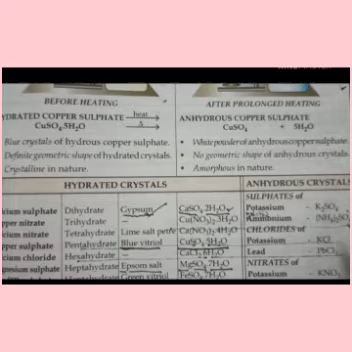 BEFORE HEATING
AFTER PROLONGED HEATING
YDRATED COPPER SULPHATE heat
CuSO₄.5H₂O Δ
ANHYDROUS COPPER SULPHATE
CuSO₄ + 5H₂O
Blue crystals of hydrous copper sulphate.
• White powder of anhydrous copper sulphate.
Definite geometric shape of hydrated crystals.
• No geometric shape of anhydrous crystals.
Crystalline in nature.
• Amorphous in nature.
HYDRATED CRYSTALS
ANHYDROUS CRYSTALS
SULPHATES of
cium sulphate Dihydrate Gypsum CaSO₄.2H₂O Potassium - K₂SO₄
pper nitrate Trihydrate Cu(NO₃)₂.3H₂O Ammonium - (NH₄)₂SO
cium nitrate Tetrahydrate Lime salt petre Ca(NO₃)₂.4H₂O CHLORIDES of
pper sulphate Pentahydrate Blue vitriol CuSO₄.5H₂O Potassium - KCl
cium chloride Hexahydrate — CaCl₂.6H₂O Lead - PbCl₂
gnesium sulphate Heptahydrate Epsom salt MgSO₄.7H₂O NITRATES of
Heptahydrate Green vitriol FeSO₄.7H₂O Potassium - KNO₃